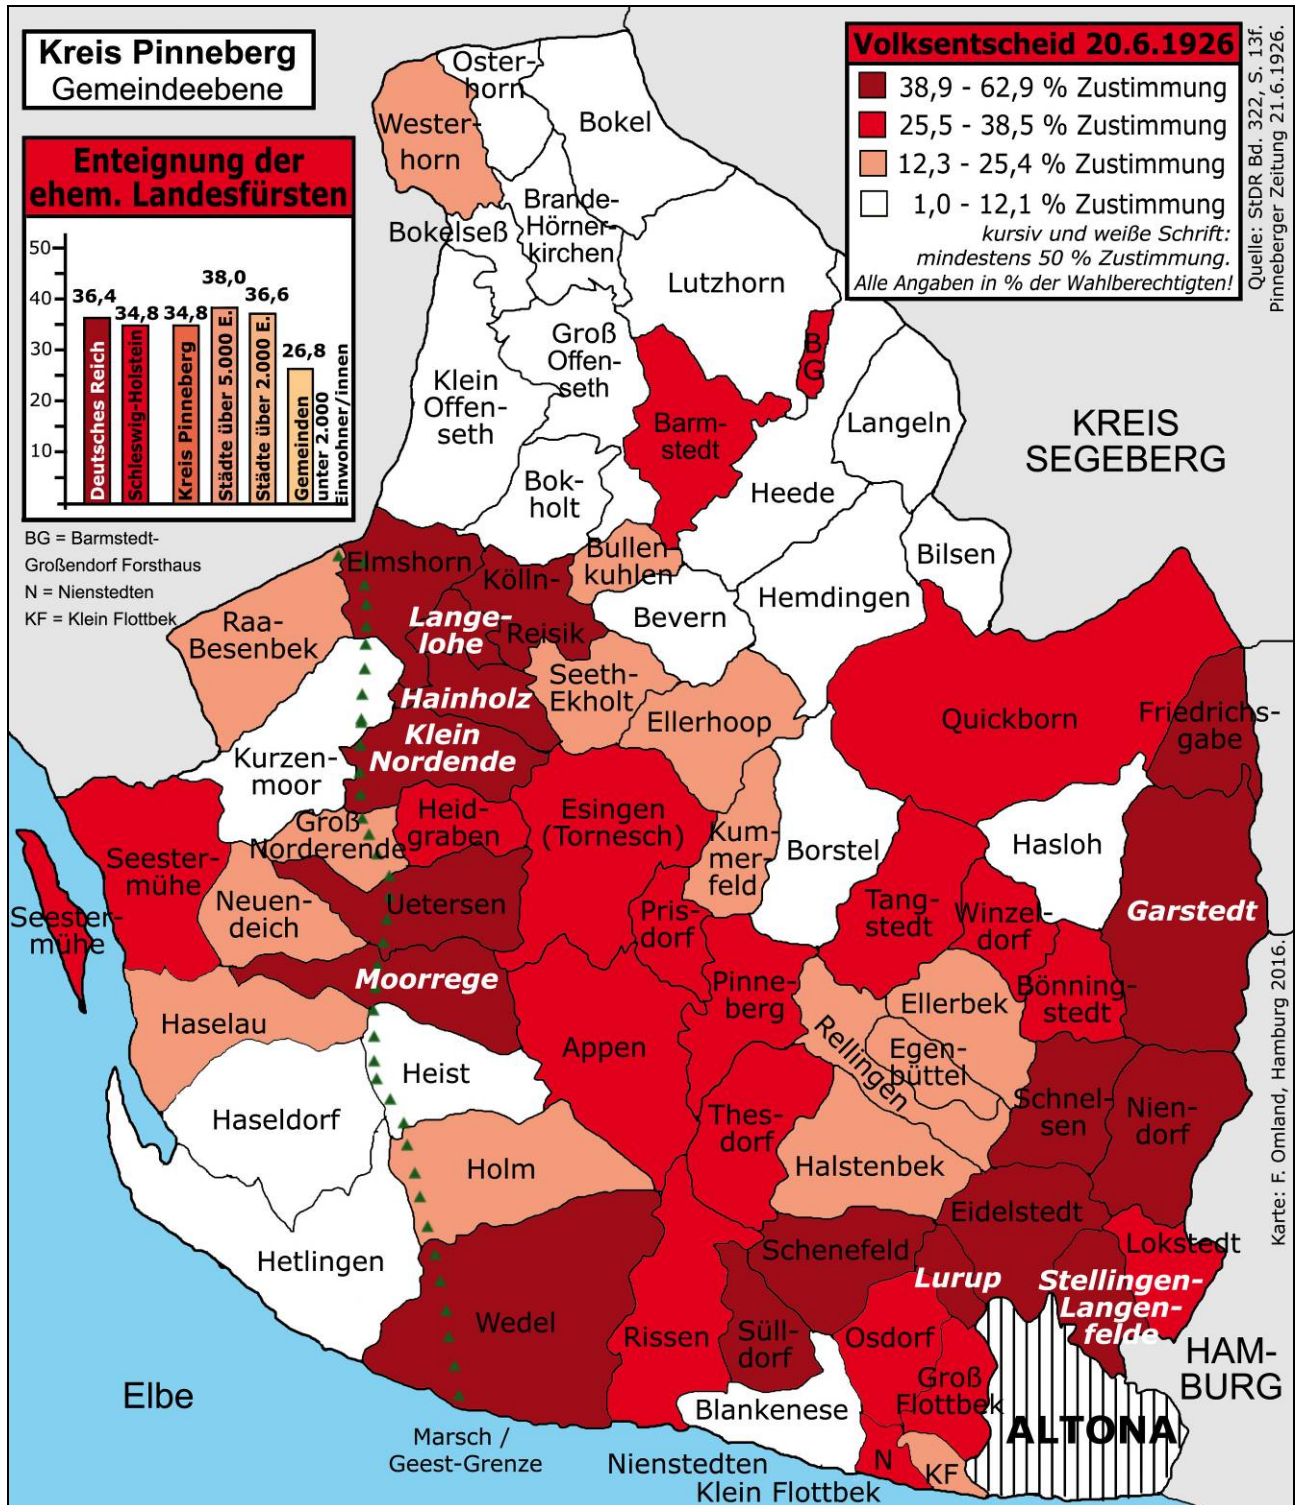 Kreis Pinneberg
Gemeindeebene
Enteignung der
ehem. Landesfürsten
50
40
30
20
10
36,4
34,8
34,8
38,0
36,6
26,8
Deutsches Reich
Schleswig-Holstein
Kreis Pinneberg
Städte über 5.000 E.
Städte über 2.000 E.
Gemeinden
unter 2.000
Einwohner/innen
BG = Barmstedt-
Großendorf Forsthaus
N = Nienstedten
KF = Klein Flottbek
Volksentscheid 20.6.1926
38,9 - 62,9 % Zustimmung
25,5 - 38,5 % Zustimmung
12,3 - 25,4 % Zustimmung
1,0 - 12,1 % Zustimmung
kursiv und weiße Schrift:
mindestens 50 % Zustimmung.
Alle Angaben in % der Wahlberechtigten!
Quelle: StDR Bd. 322, S. 13f.
Pinneberger Zeitung 21.6.1926.
Oster-
horn
Wester-
horn
Bokel
Brande-
Hörner-
kirchen
Bokelseß
Lutzhorn
Groß
Offen-
seth
Klein
Offen-
seth
B
G
Barm-
stedt
Langeln
KREIS
SEGEBERG
Bok-
holt
Heede
Bilsen
Elmshorn
Kölln-
Reisik
Bullen
kuhlen
Bevern
Hemdingen
Raa-
Besenbek
Lange-
lohe
Seeth-
Ekholt
Hainholz
Ellerhoop
Quickborn
Friedrichs-
gabe
Klein
Nordende
Kurzen-
moor
Groß
Norderende
Heid-
graben
Esingen
(Tornesch)
Kum-
mer-
feld
Borstel
Hasloh
Seester-
mühe
Seester-
mühe
Neuen-
deich
Uetersen
Pris-
dorf
Tang-
stedt
Winzel-
dorf
Garstedt
Moorrege
Pinne-
berg
Ellerbek
Bönning-
stedt
Haselau
Appen
Rellingen
Egen-
büttel
Heist
Haseldorf
Thes-
dorf
Schnel-
sen
Nien-
dorf
Holm
Halstenbek
Eidelstedt
Hetlingen
Schenefeld
Lokstedt
Lurup
Stellingen-
Langen-
felde
Wedel
Rissen
Süll-
dorf
Osdorf
HAM-
BURG
Elbe
Groß
Flottbek
Blankenese
ALTONA
Marsch /
Geest-Grenze
N
KF
Nienstedten
Klein Flottbek
Karte: F. Omland, Hamburg 2016.